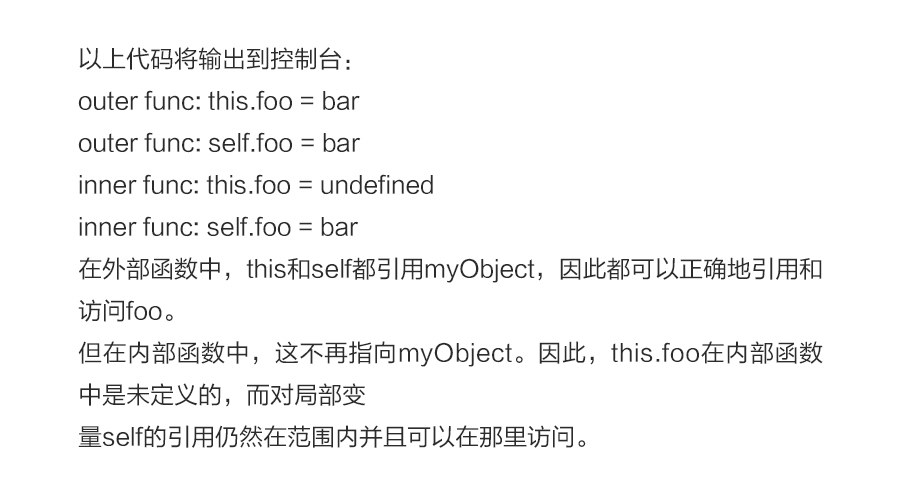 以上代码将输出到控制台：
outer func: this.foo = bar
outer func: self.foo = bar
inner func: this.foo = undefined
inner func: self.foo = bar
在外部函数中，this和self都引用myObject，因此都可以正确地引用和
访问foo。
但在内部函数中，这不再指向myObject。因此，this.foo在内部函数
中是未定义的，而对局部变
量self的引用仍然在范围内并且可以在那里访问。